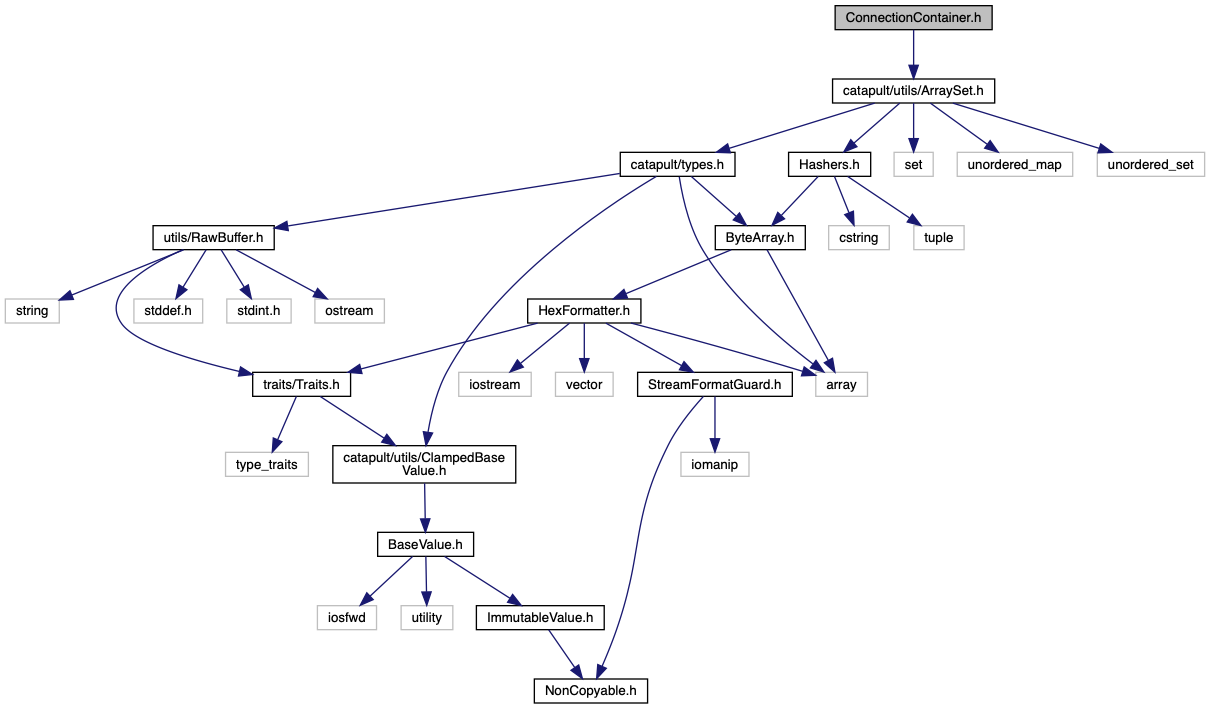 ConnectionContainer.h
catapult/utils/ArraySet.h
catapult/types.h
Hashers.h
set
unordered_map
unordered_set
utils/RawBuffer.h
ByteArray.h
cstring
tuple
string
stddef.h
stdint.h
ostream
HexFormatter.h
traits/Traits.h
iostream
vector
StreamFormatGuard.h
array
type_traits
catapult/utils/ClampedBase
Value.h
iomanip
BaseValue.h
iosfwd
utility
ImmutableValue.h
NonCopyable.h